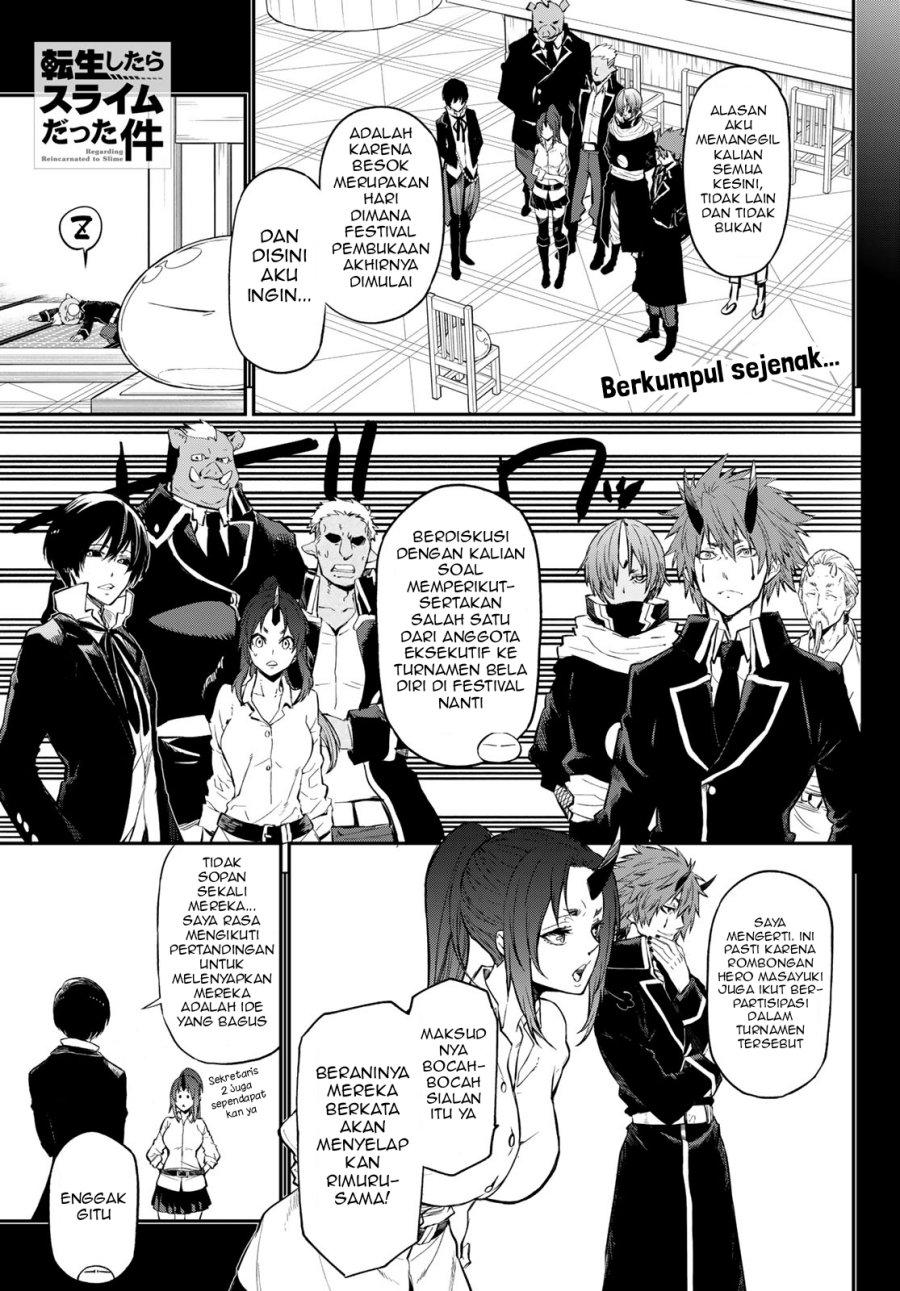 転生したら
スライム
だった件
Regarding
Reincarnated to Slime
ALASAN
AKU
MEMANGGIL
KALIAN
SEMUA
KESINI,
TIDAK LAIN
DAN TIDAK
BUKAN
ADALAH
KARENA
BESOK
MERUPAKAN
HARI
DIMANA
FESTIVAL
PEMBUKAAN
AKHIRNYA
DIMULAI
DAN
DISINI
AKU
INGIN...
Z
Berkumpul sejenak...
BERDISKUSI
DENGAN KALIAN
SOAL
MEMPERIKUT-
SERTAKAN
SALAH SATU
DARI ANGGOTA
EKSEKUTIF KE
TURNAMEN BELA
DIRI DI FESTIVAL
NANTI
SAYA
MENGERTI. INI
PASTI KARENA
ROMBONGAN
HERO MASAYUKI
JUGA IKUT BER-
PARTISIPASI
DALAM
TURNAMEN
TERSEBUT
MAKSUD
NYA
BOCAH-
BOCAH
SIALAN
ITU YA
BERANINYA
MEREKA
BERKATA
AKAN
MENYELAP
KAN
RIMURU-
SAMA!
TIDAK
SOPAN
SEKALI
MEREKA...
SAYA RASA
MENGIKUTI
PERTANDINGAN
UNTUK
MELENYAPKAN
MEREKA
ADALAH IDE
YANG BAGUS
Sekretaris
2 Juga
sependapat
kan ya
ENGGAK
GITU